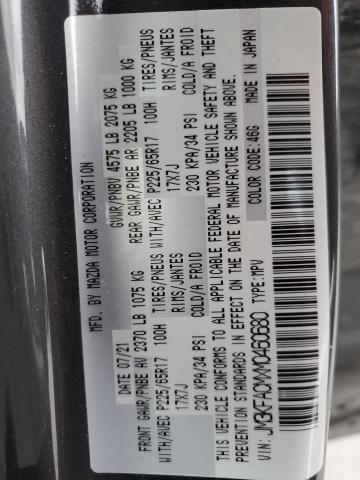 MFD. BY MAZDA MOTOR CORPORATION
07/21 GVWR/PNBV 4575 LB 2075 KG
FRONT GAWR/PNBE AV 2370 LB 1075 KG REAR GAWR/PNBE AR 2205 LB 1000 KG
WITH/AVEC P225/65R17 100H TIRES/PNEUS WITH/AVEC P225/65R17 100H TIRES/PNEUS
17X7J RIMS/JANTES 17X7J RIMS/JANTES
230 KPA/34 PSI COLD/A FROID 230 KPA/34 PSI COLD/A FROID
THIS VEHICLE CONFORMS TO ALL APPLICABLE FEDERAL MOTOR VEHICLE SAFETY AND THEFT
PREVENTION STANDARDS IN EFFECT ON THE DATE OF MANUFACTURE SHOWN ABOVE.
MADE IN JAPAN
JM3KFACMXM0460680 TYPE: MPV COLOR CODE: 46G